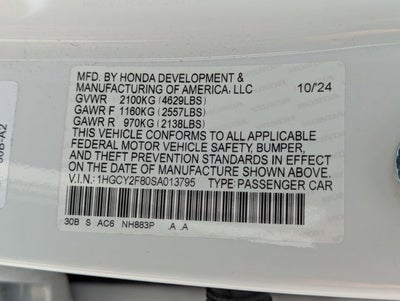 MFD. BY HONDA DEVELOPMENT &
MANUFACTURING OF AMERICA, LLC 10/'24
GVWR 2100KG (4629LBS)
GAWR F 1160KG (2557LBS)
GAWR R 970KG (2138LBS)
THIS VEHICLE CONFORMS TO ALL APPLICABLE
FEDERAL MOTOR VEHICLE SAFETY, BUMPER,
AND THEFT PREVENTION STANDARDS IN EFFECT
ON THE DATE OF MANUFACTURE SHOWN ABOVE.
V.I.N.: 1HGCY2F80SA013795 TYPE: PASSENGER CAR
30B S AC6 NH883P .A .A